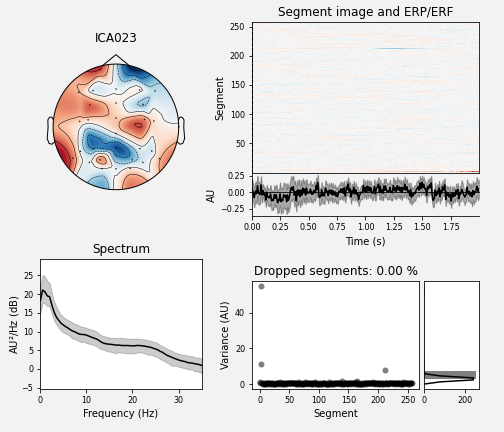 ICA023
Segment image and ERP/ERF
Segment
250
200
150
100
50
AU
0.25
0.00
−0.25
0.00 0.25 0.50 0.75 1.00 1.25 1.50 1.75
Time (s)
Spectrum
AU²/Hz (dB)
25
20
15
10
5
0
−5
0 10 20 30
Frequency (Hz)
Dropped segments: 0.00 %
Variance (AU)
40
20
0
0 50 100 150 200 250
Segment
0 200